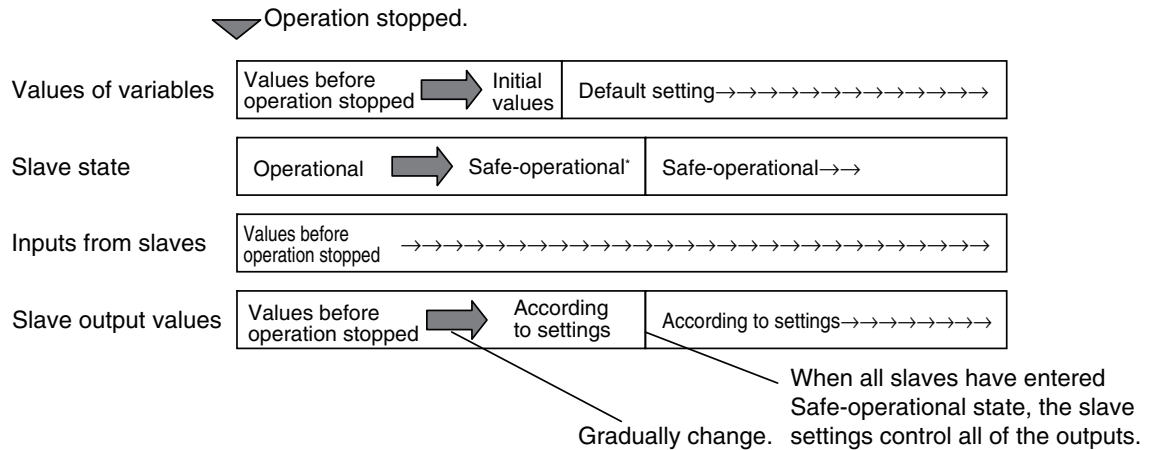 Operation stopped.
Values of variables
Values before
operation stopped
Initial
values
Default setting→→→→→→→→→→→→→
Slave state
Operational
Safe-operational*
Safe-operational→→
Inputs from slaves
Values before
operation stopped
→→→→→→→→→→→→→→→→→→→→→→→→→→→→
Slave output values
Values before
operation stopped
According
to settings
According to settings→→→→→→→→
Gradually change.
When all slaves have entered
Safe-operational state, the slave
settings control all of the outputs.